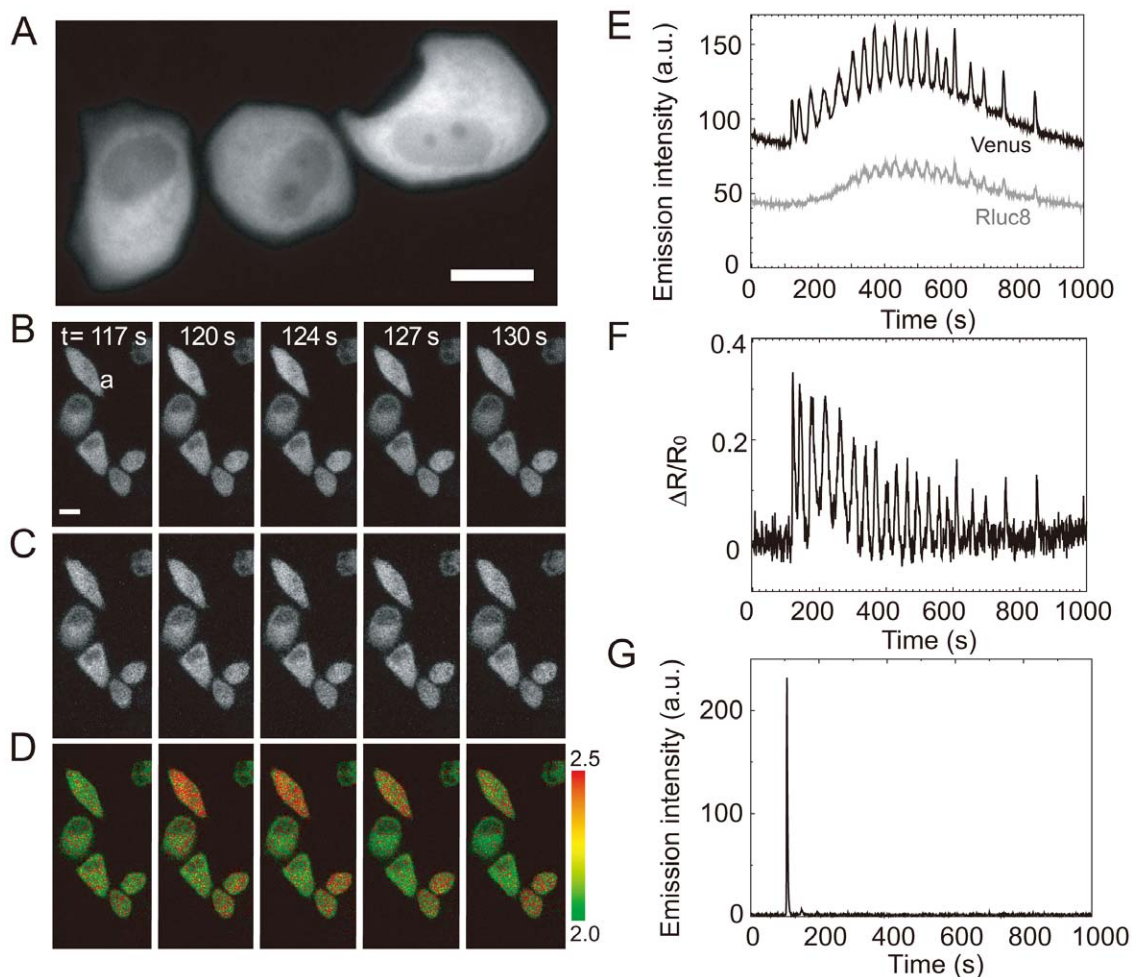 A
B
t= 117 s 120 s 124 s 127 s 130 s
a
C
D
2.5
2.0
E
Emission intensity (a.u.)
150
100
50
0
Venus
Rluc8
0 200 400 600 800 1000
Time (s)
F
ΔR/R₀
0.4
0.2
0
0 200 400 600 800 1000
Time (s)
G
Emission intensity (a.u.)
200
100
0
0 200 400 600 800 1000
Time (s)